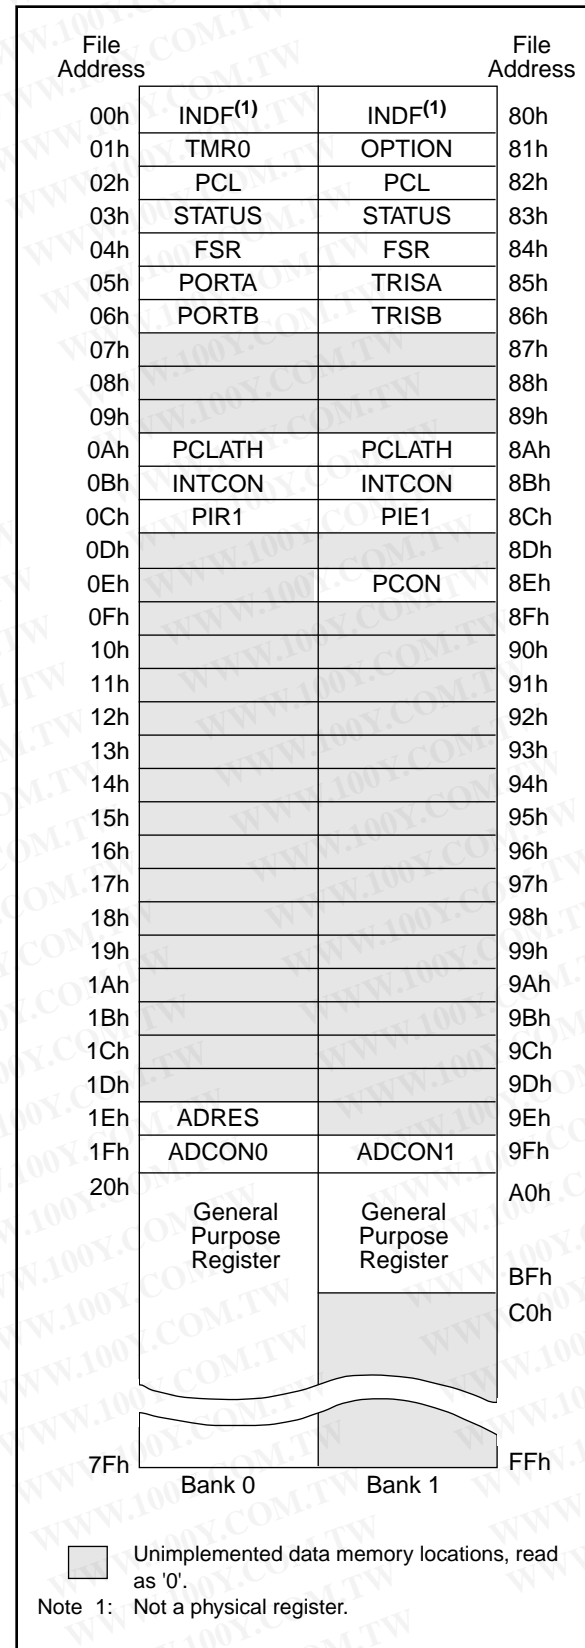 File Address File Address
00h INDF(1) INDF(1) 80h
01h TMR0 OPTION 81h
02h PCL PCL 82h
03h STATUS STATUS 83h
04h FSR FSR 84h
05h PORTA TRISA 85h
06h PORTB TRISB 86h
07h 87h
08h 88h
09h 89h
0Ah PCLATH PCLATH 8Ah
0Bh INTCON INTCON 8Bh
0Ch PIR1 PIE1 8Ch
0Dh 8Dh
0Eh PCON 8Eh
0Fh 8Fh
10h 90h
11h 91h
12h 92h
13h 93h
14h 94h
15h 95h
16h 96h
17h 97h
18h 98h
19h 99h
1Ah 9Ah
1Bh 9Bh
1Ch 9Ch
1Dh 9Dh
1Eh ADRES 9Eh
1Fh ADCON0 ADCON1 9Fh
20h A0h
General General
Purpose Purpose
Register Register
BFh
C0h
7Fh FFh
Bank 0 Bank 1
Unimplemented data memory locations, read
as '0'.
Note 1: Not a physical register.
WWW.100Y.COM.TW